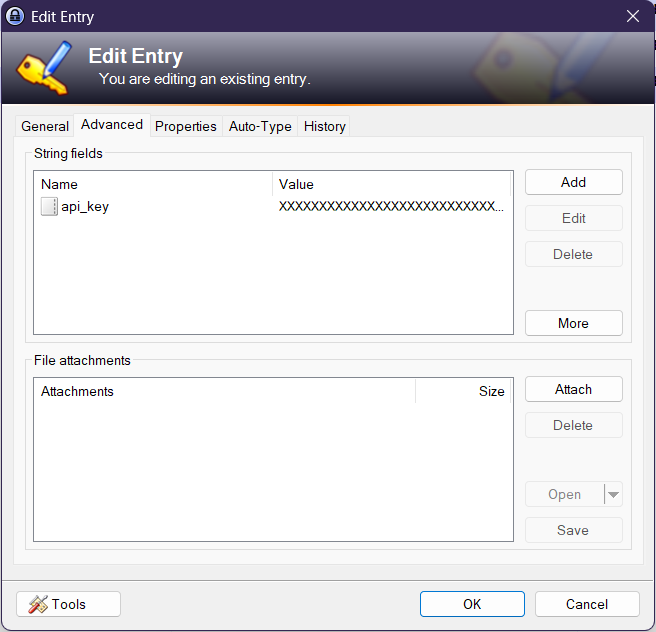 Edit Entry
Edit Entry
You are editing an existing entry.
General Advanced Properties Auto-Type History
String fields
Name Value
Add
api_key XXXXXXXXXXXXXXXXXXXXXXXXXXX...
Edit
Delete
More
File attachments
Attachments Size
Attach
Delete
Open
Save
Tools OK Cancel